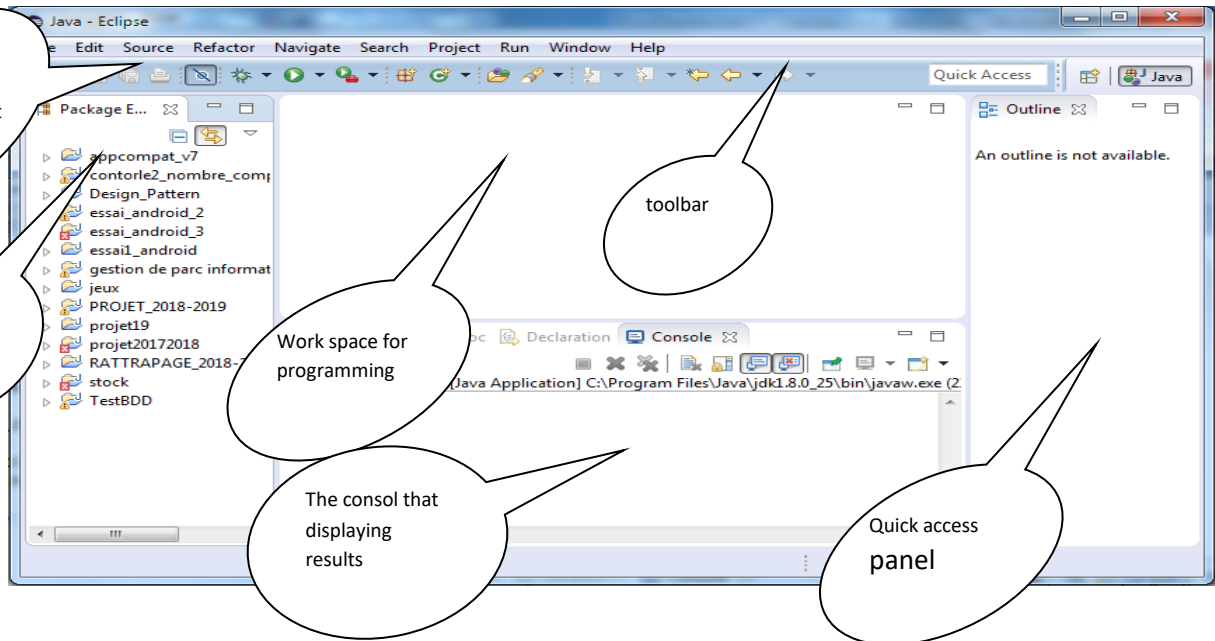 Java - Eclipse
Edit Source Refactor Navigate Search Project Run Window Help
Quick Access
Java
Package E...
Outline
An outline is not available.
appcompat_v7
contorle2_nombre_comp
Design_Pattern
essai_android_2
essai_android_3
essai1_android
gestion de parc informat
jeux
PROJET_2018-2019
projet19
projet20172018
RATTRAPAGE_2018-
stock
TestBDD
toolbar
Work space for
programming
Declaration Console
[Java Application] C:\Program Files\Java\jdk1.8.0_25\bin\javaw.exe (2
The consol that
displaying
results
Quick access
panel